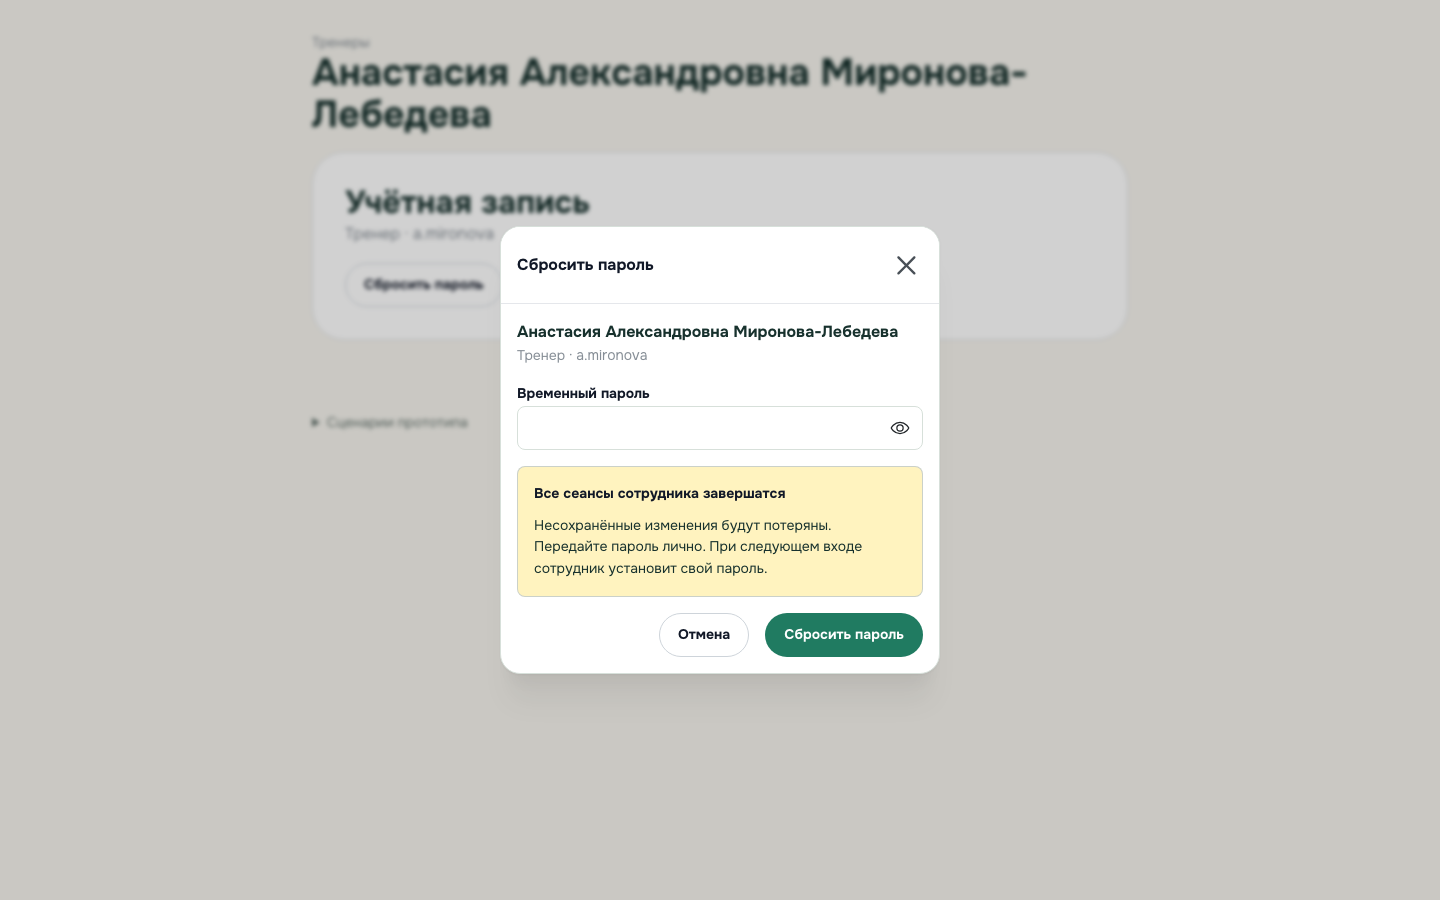 Тренеры
Анастасия Александровна Миронова-
Лебедева
Учётная запись
Тренер · a.mironova
Сбросить пароль
Сбросить пароль
Анастасия Александровна Миронова-Лебедева
Тренер · a.mironova
Временный пароль
Все сеансы сотрудника завершатся
Несохранённые изменения будут потеряны.
Передайте пароль лично. При следующем входе
сотрудник установит свой пароль.
Отмена
Сбросить пароль
Сценарии прототипа